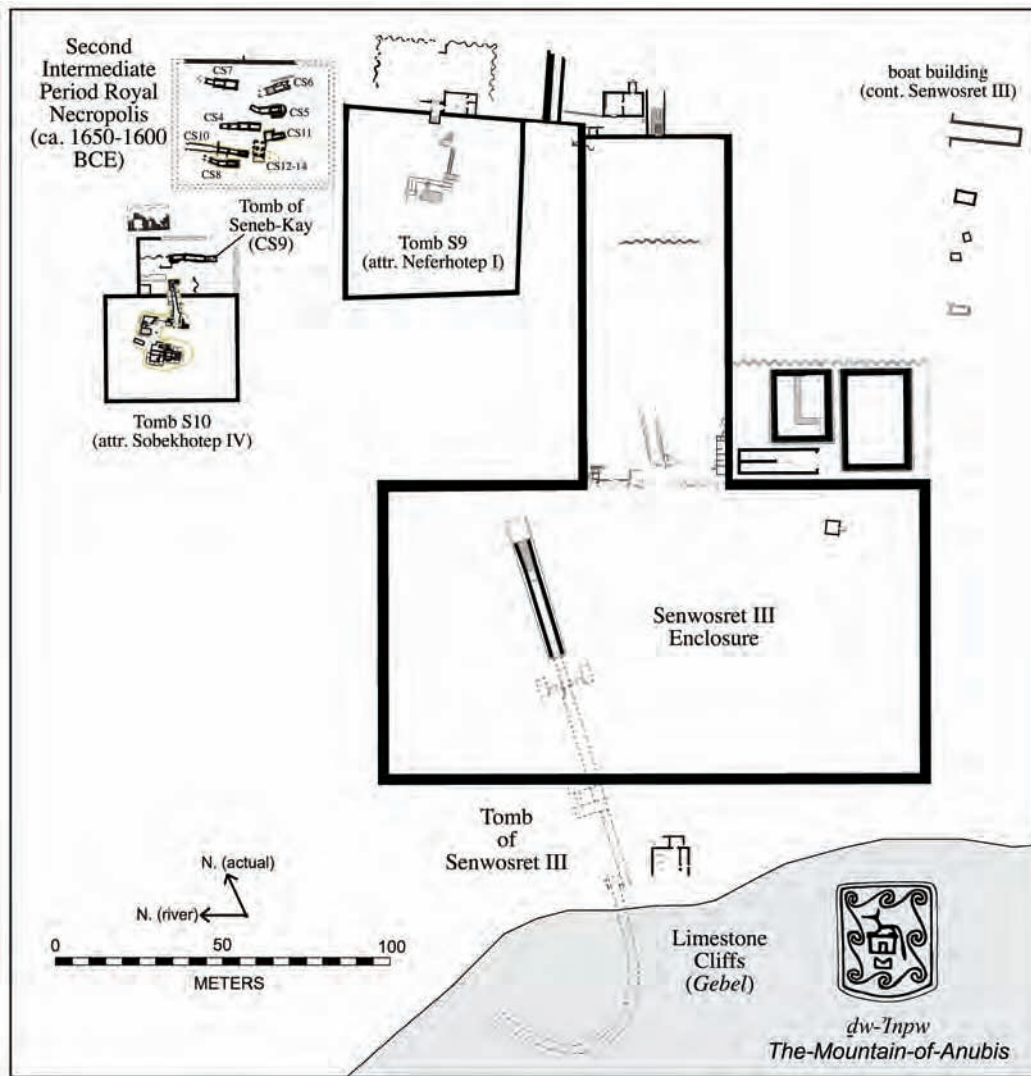 Second
Intermediate
Period Royal
Necropolis
(ca. 1650-1600
BCE)
CS7
CS6
CS5
CS4
CS11
CS10
CS12-14
CS8
boat building
(cont. Senwosret III)
Tomb of
Seneb-Kay
(CS9)
Tomb S9
(attr. Neferhotep I)
Tomb S10
(attr. Sobekhotep IV)
Senwosret III
Enclosure
Tomb
of
Senwosret III
N. (actual)
N. (river)
0 50 100
METERS
Limestone
Cliffs
(Gebel)
ḏw-Ꜣnpw
The-Mountain-of-Anubis